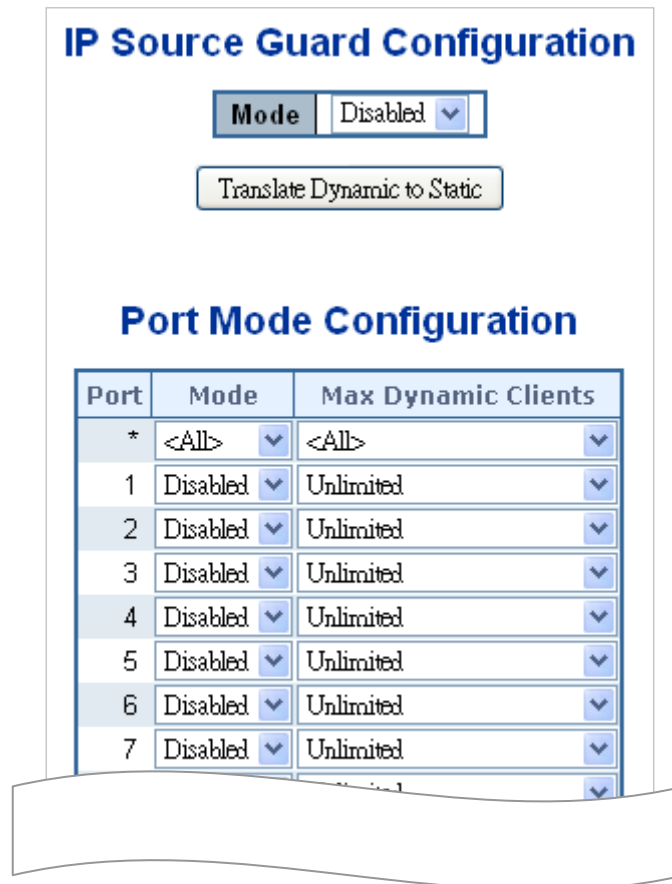 IP Source Guard Configuration
Mode Disabled
Translate Dynamic to Static
Port Mode Configuration
Port Mode Max Dynamic Clients
* <All> <All>
1 Disabled Unlimited
2 Disabled Unlimited
3 Disabled Unlimited
4 Disabled Unlimited
5 Disabled Unlimited
6 Disabled Unlimited
7 Disabled Unlimited